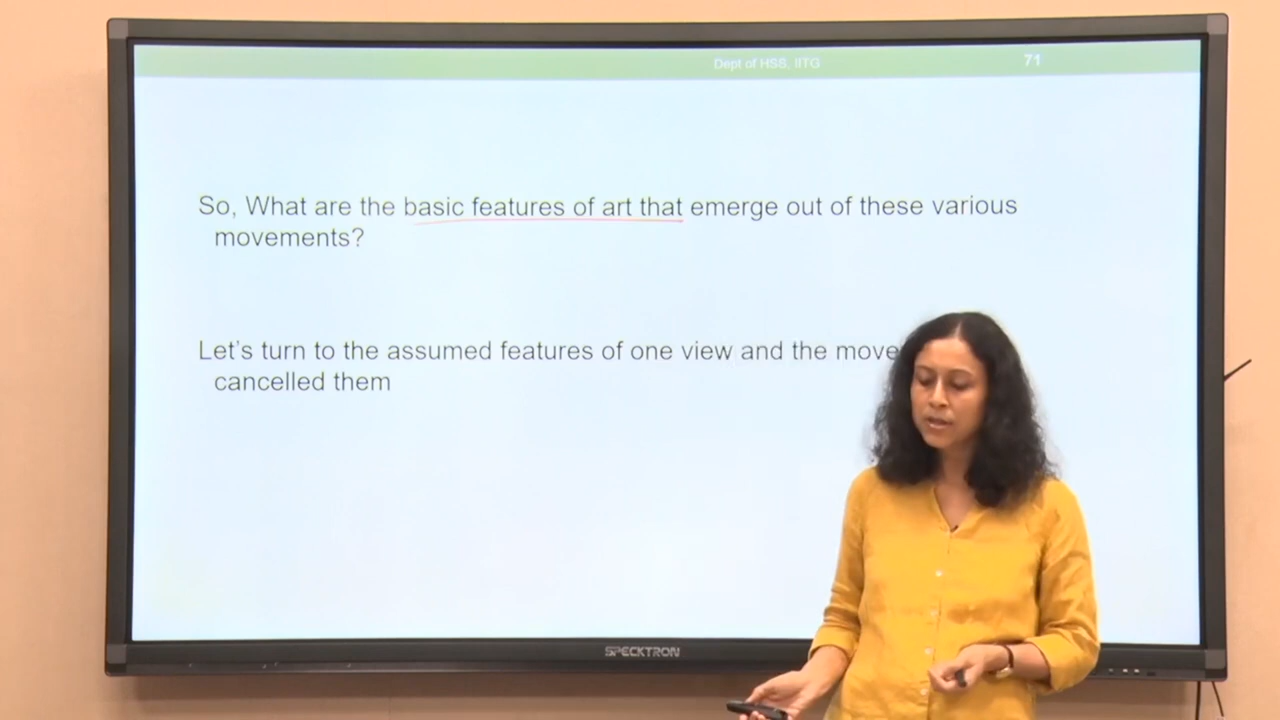 Dept of HSS, IITG 71
So, What are the basic features of art that emerge out of these various
movements?
Let's turn to the assumed features of one view and the
cancelled them
SPECKTRON